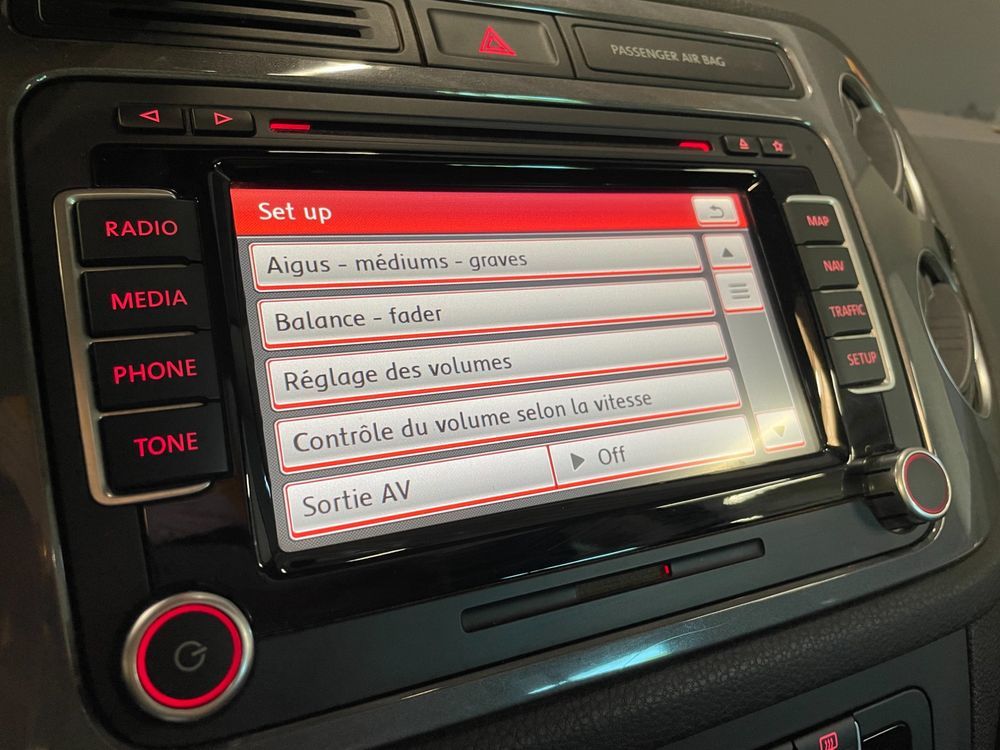 PASSENGER AIR BAG
RADIO
MEDIA
PHONE
TONE
Set up
Aigus - médiums - graves
Balance - fader
Réglage des volumes
Contrôle du volume selon la vitesse
Sortie AV
Off
MAP
NAV
TRAFFIC
SETUP